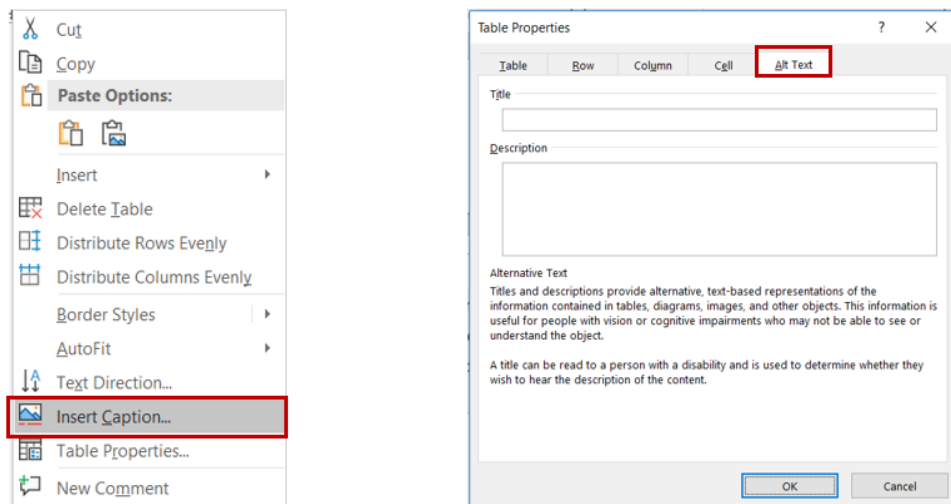 Cut
Copy
Paste Options:
Insert
Delete Table
Distribute Rows Evenly
Distribute Columns Evenly
Border Styles
AutoFit
Text Direction...
Insert Caption...
Table Properties...
New Comment
Table Properties
? ×
Table Row Column Cell Alt Text
Title
Description
Alternative Text
Titles and descriptions provide alternative, text-based representations of the
information contained in tables, diagrams, images, and other objects. This information is
useful for people with vision or cognitive impairments who may not be able to see or
understand the object.
A title can be read to a person with a disability and is used to determine whether they
wish to hear the description of the content.
OK Cancel